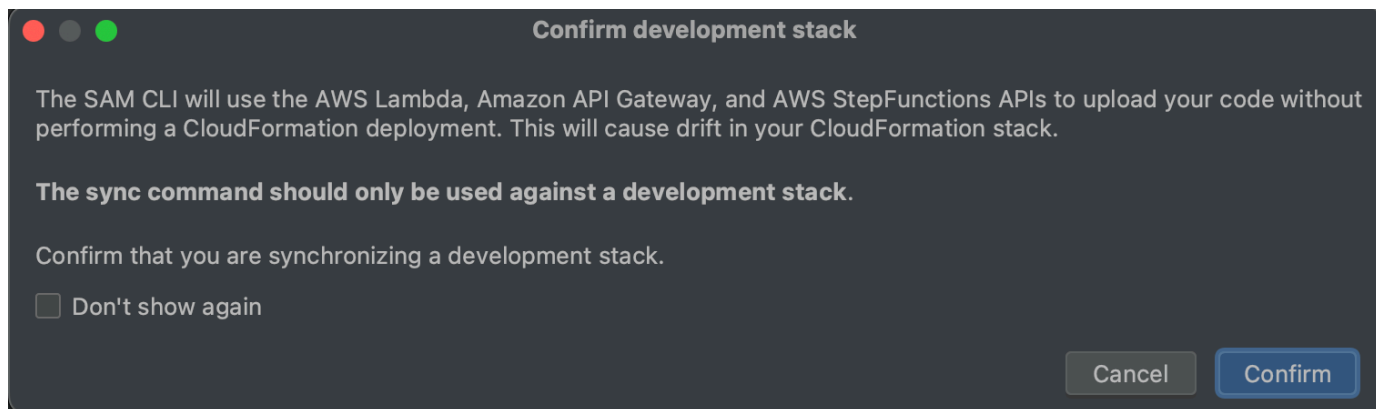 Confirm development stack
The SAM CLI will use the AWS Lambda, Amazon API Gateway, and AWS StepFunctions APIs to upload your code without
performing a CloudFormation deployment. This will cause drift in your CloudFormation stack.
The sync command should only be used against a development stack.
Confirm that you are synchronizing a development stack.
Don't show again
Cancel
Confirm